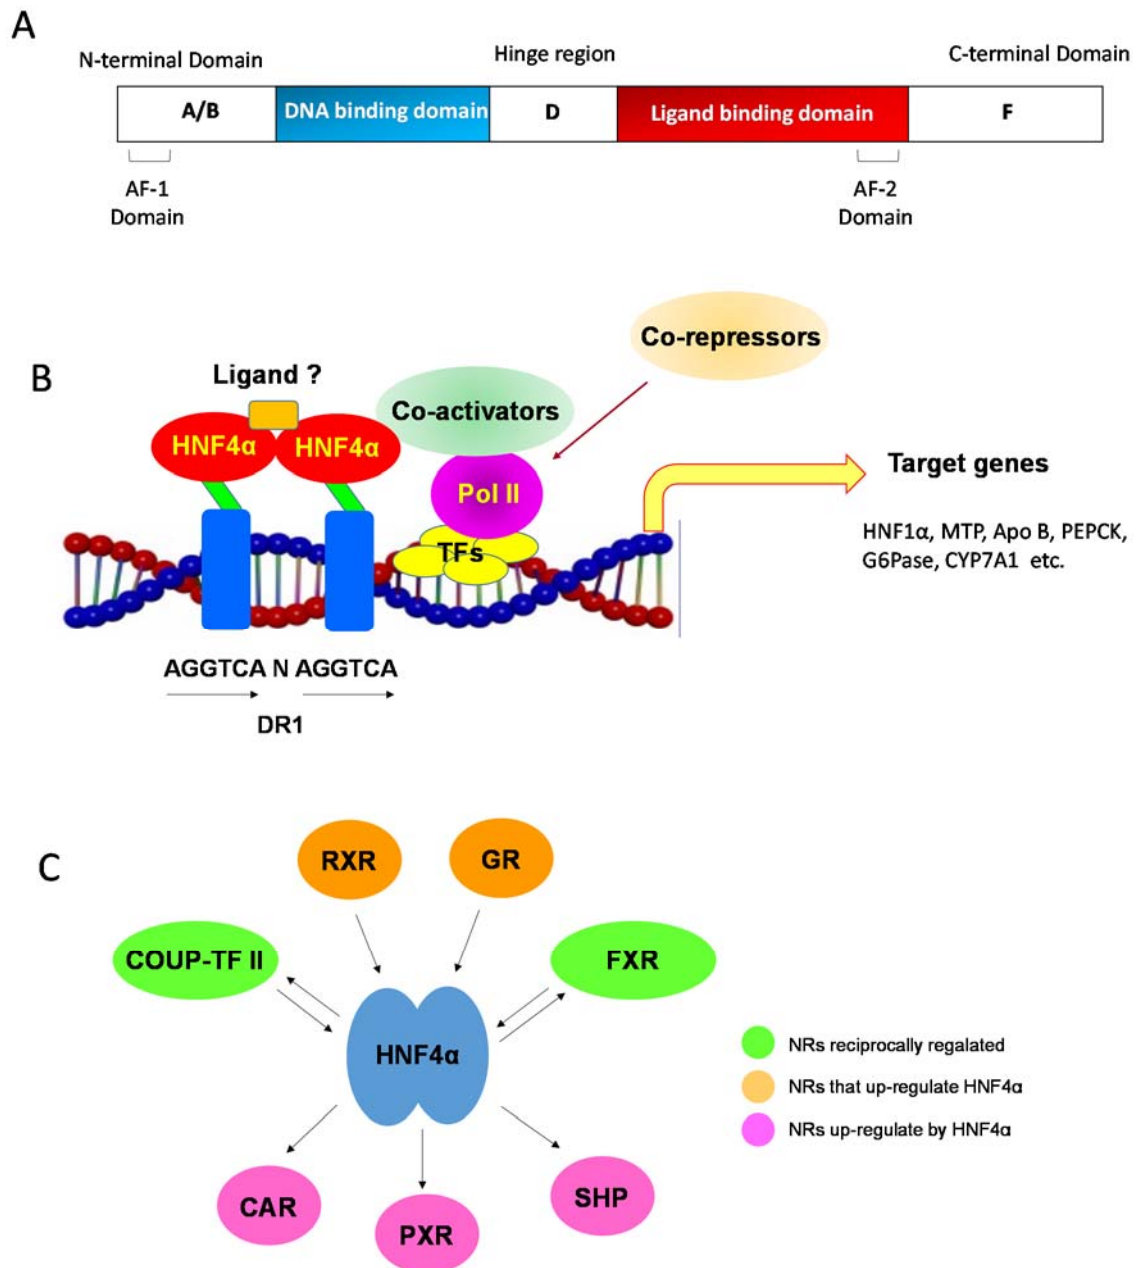 A
N-terminal Domain
Hinge region
C-terminal Domain
A/B
DNA binding domain
D
Ligand binding domain
F
AF-1
Domain
AF-2
Domain
B
Ligand ?
HNF4α
HNF4α
Co-activators
Co-repressors
Pol II
TFs
Target genes
HNF1α, MTP, Apo B, PEPCK,
G6Pase, CYP7A1 etc.
AGGTCA N AGGTCA
DR1
C
RXR
GR
COUP-TF II
FXR
HNF4α
CAR
PXR
SHP
NRs reciprocally regalated
NRs that up-regulate HNF4α
NRs up-regulate by HNF4α